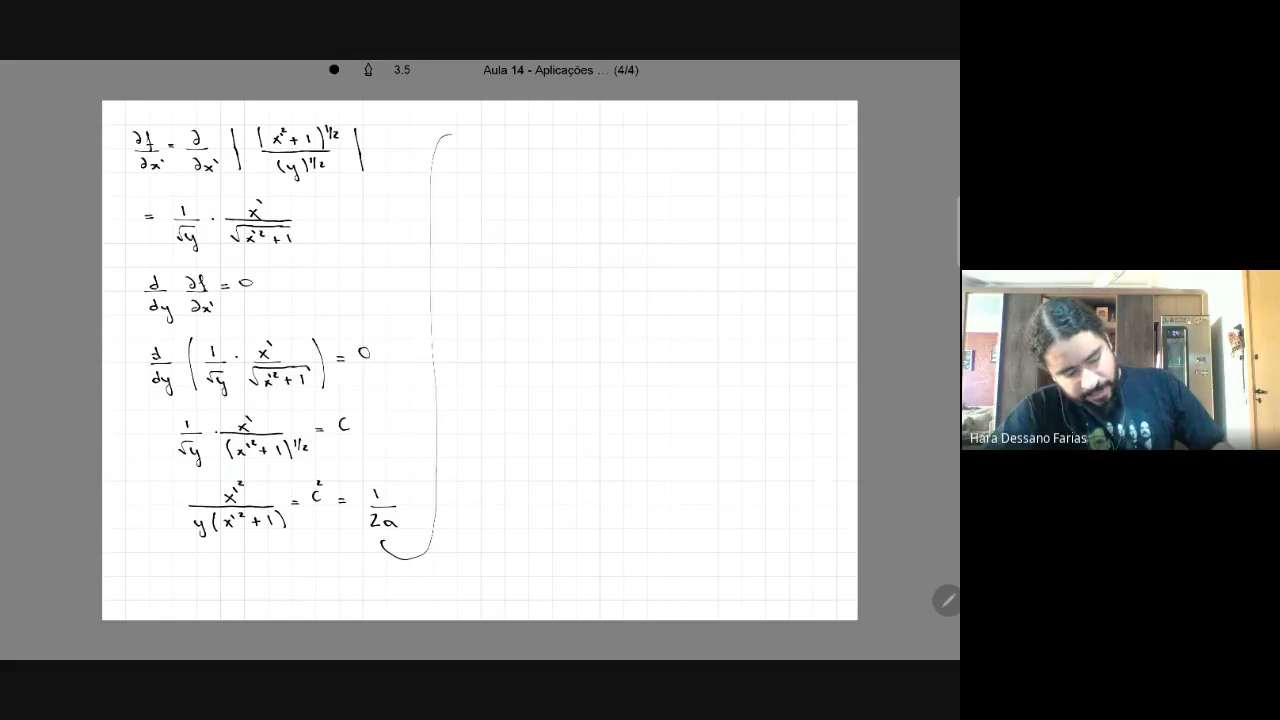 3.5 Aula 14 - Aplicações ... (4/4)
∂f/∂x' = ∂/∂x' | (x'² + 1)^1/2 / (y)^1/2 |
= 1/√y · x'/√x'² + 1
d/dy ∂f/∂x' = 0
d/dy ( 1/√y · x'/√x'² + 1 ) = 0
1/√y · x'/(x'² + 1)^1/2 = C
x'²/y(x'² + 1) = C² = 1/2a
Hara Dessano Farias